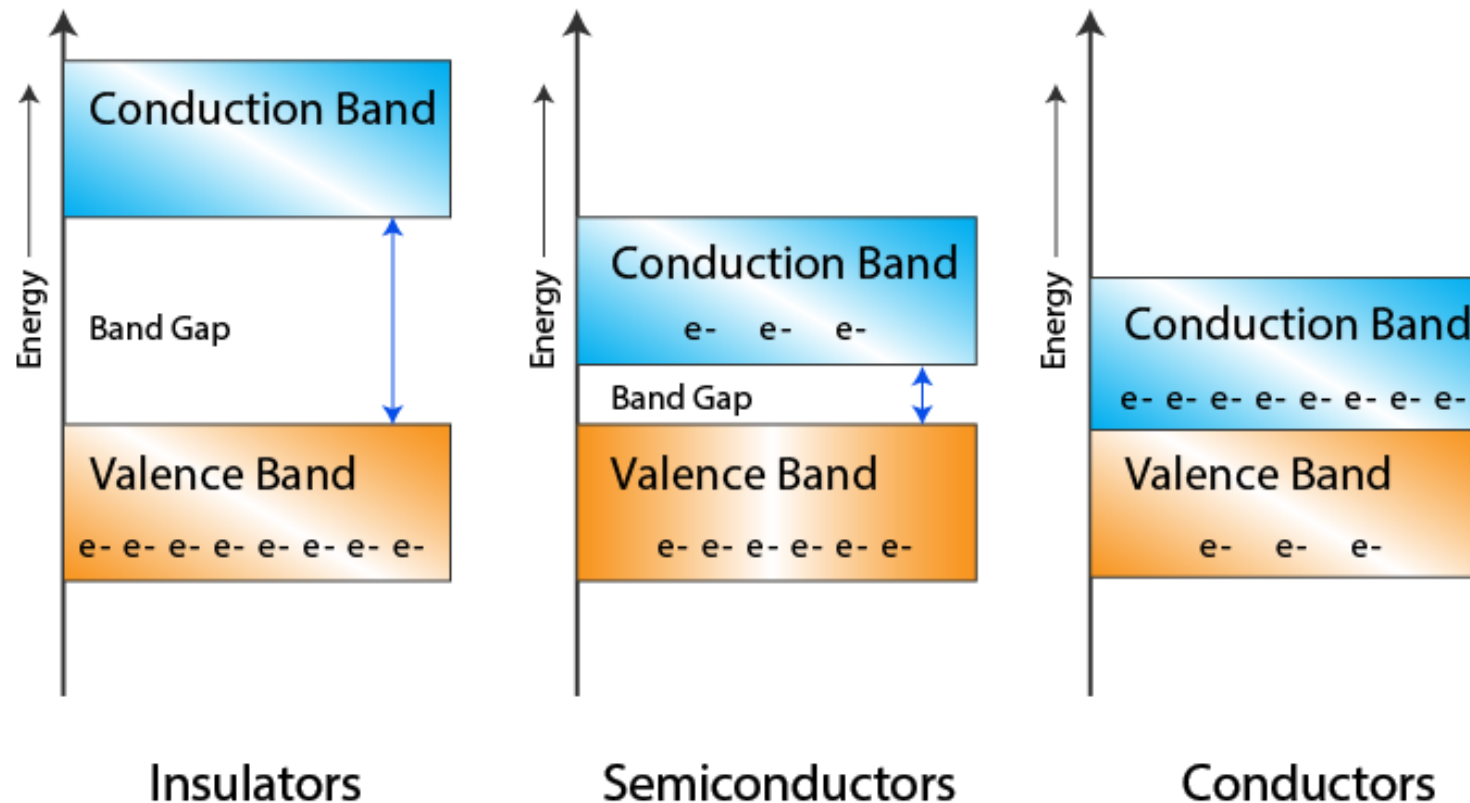 Energy
Conduction Band
Band Gap
Valence Band
e- e- e- e- e- e- e- e-
Insulators
Energy
Conduction Band
e- e- e-
Band Gap
Valence Band
e- e- e- e- e- e-
Semiconductors
Energy
Conduction Band
e- e- e- e- e- e- e- e-
Valence Band
e- e- e-
Conductors